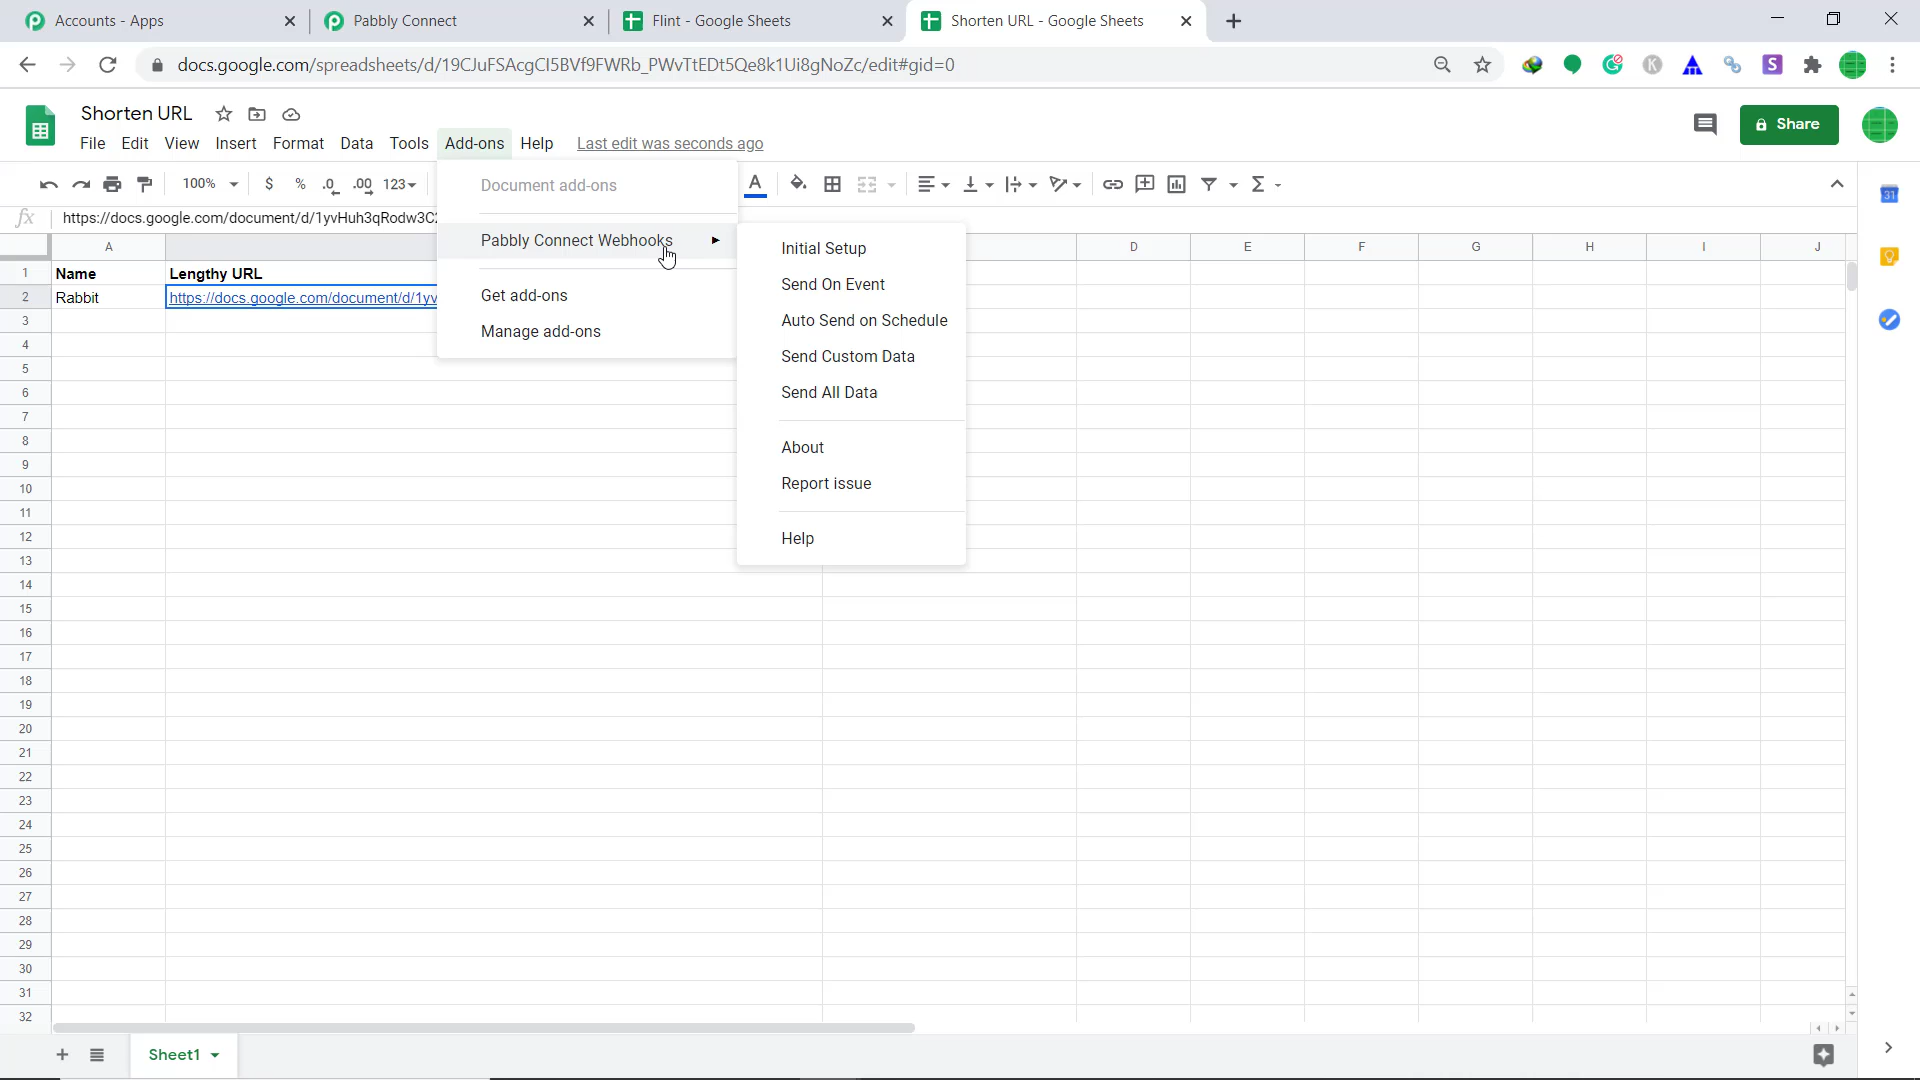 Accounts - Apps
Pabbly Connect
Flint - Google Sheets
Shorten URL - Google Sheets
docs.google.com/spreadsheets/d/19CJuFSAcgCI5BVf9FWRb_PWvTtEDt5Qe8k1Ui8gNoZc/edit#gid=0
Shorten URL
Share
File Edit View Insert Format Data Tools Add-ons Help Last edit was seconds ago
100% $ % .0 .00 123
Document add-ons
fx https://docs.google.com/document/d/1yvHuh3qRodw3C
Pabbly Connect Webhooks
Get add-ons
Manage add-ons
Initial Setup
Send On Event
Auto Send on Schedule
Send Custom Data
Send All Data
About
Report issue
Help
A D E F G H I J
1 Name Lengthy URL
2 Rabbit https://docs.google.com/document/d/1yv
3
4
5
6
7
8
9
10
11
12
13
14
15
16
17
18
19
20
21
22
23
24
25
26
27
28
29
30
31
32
Sheet1